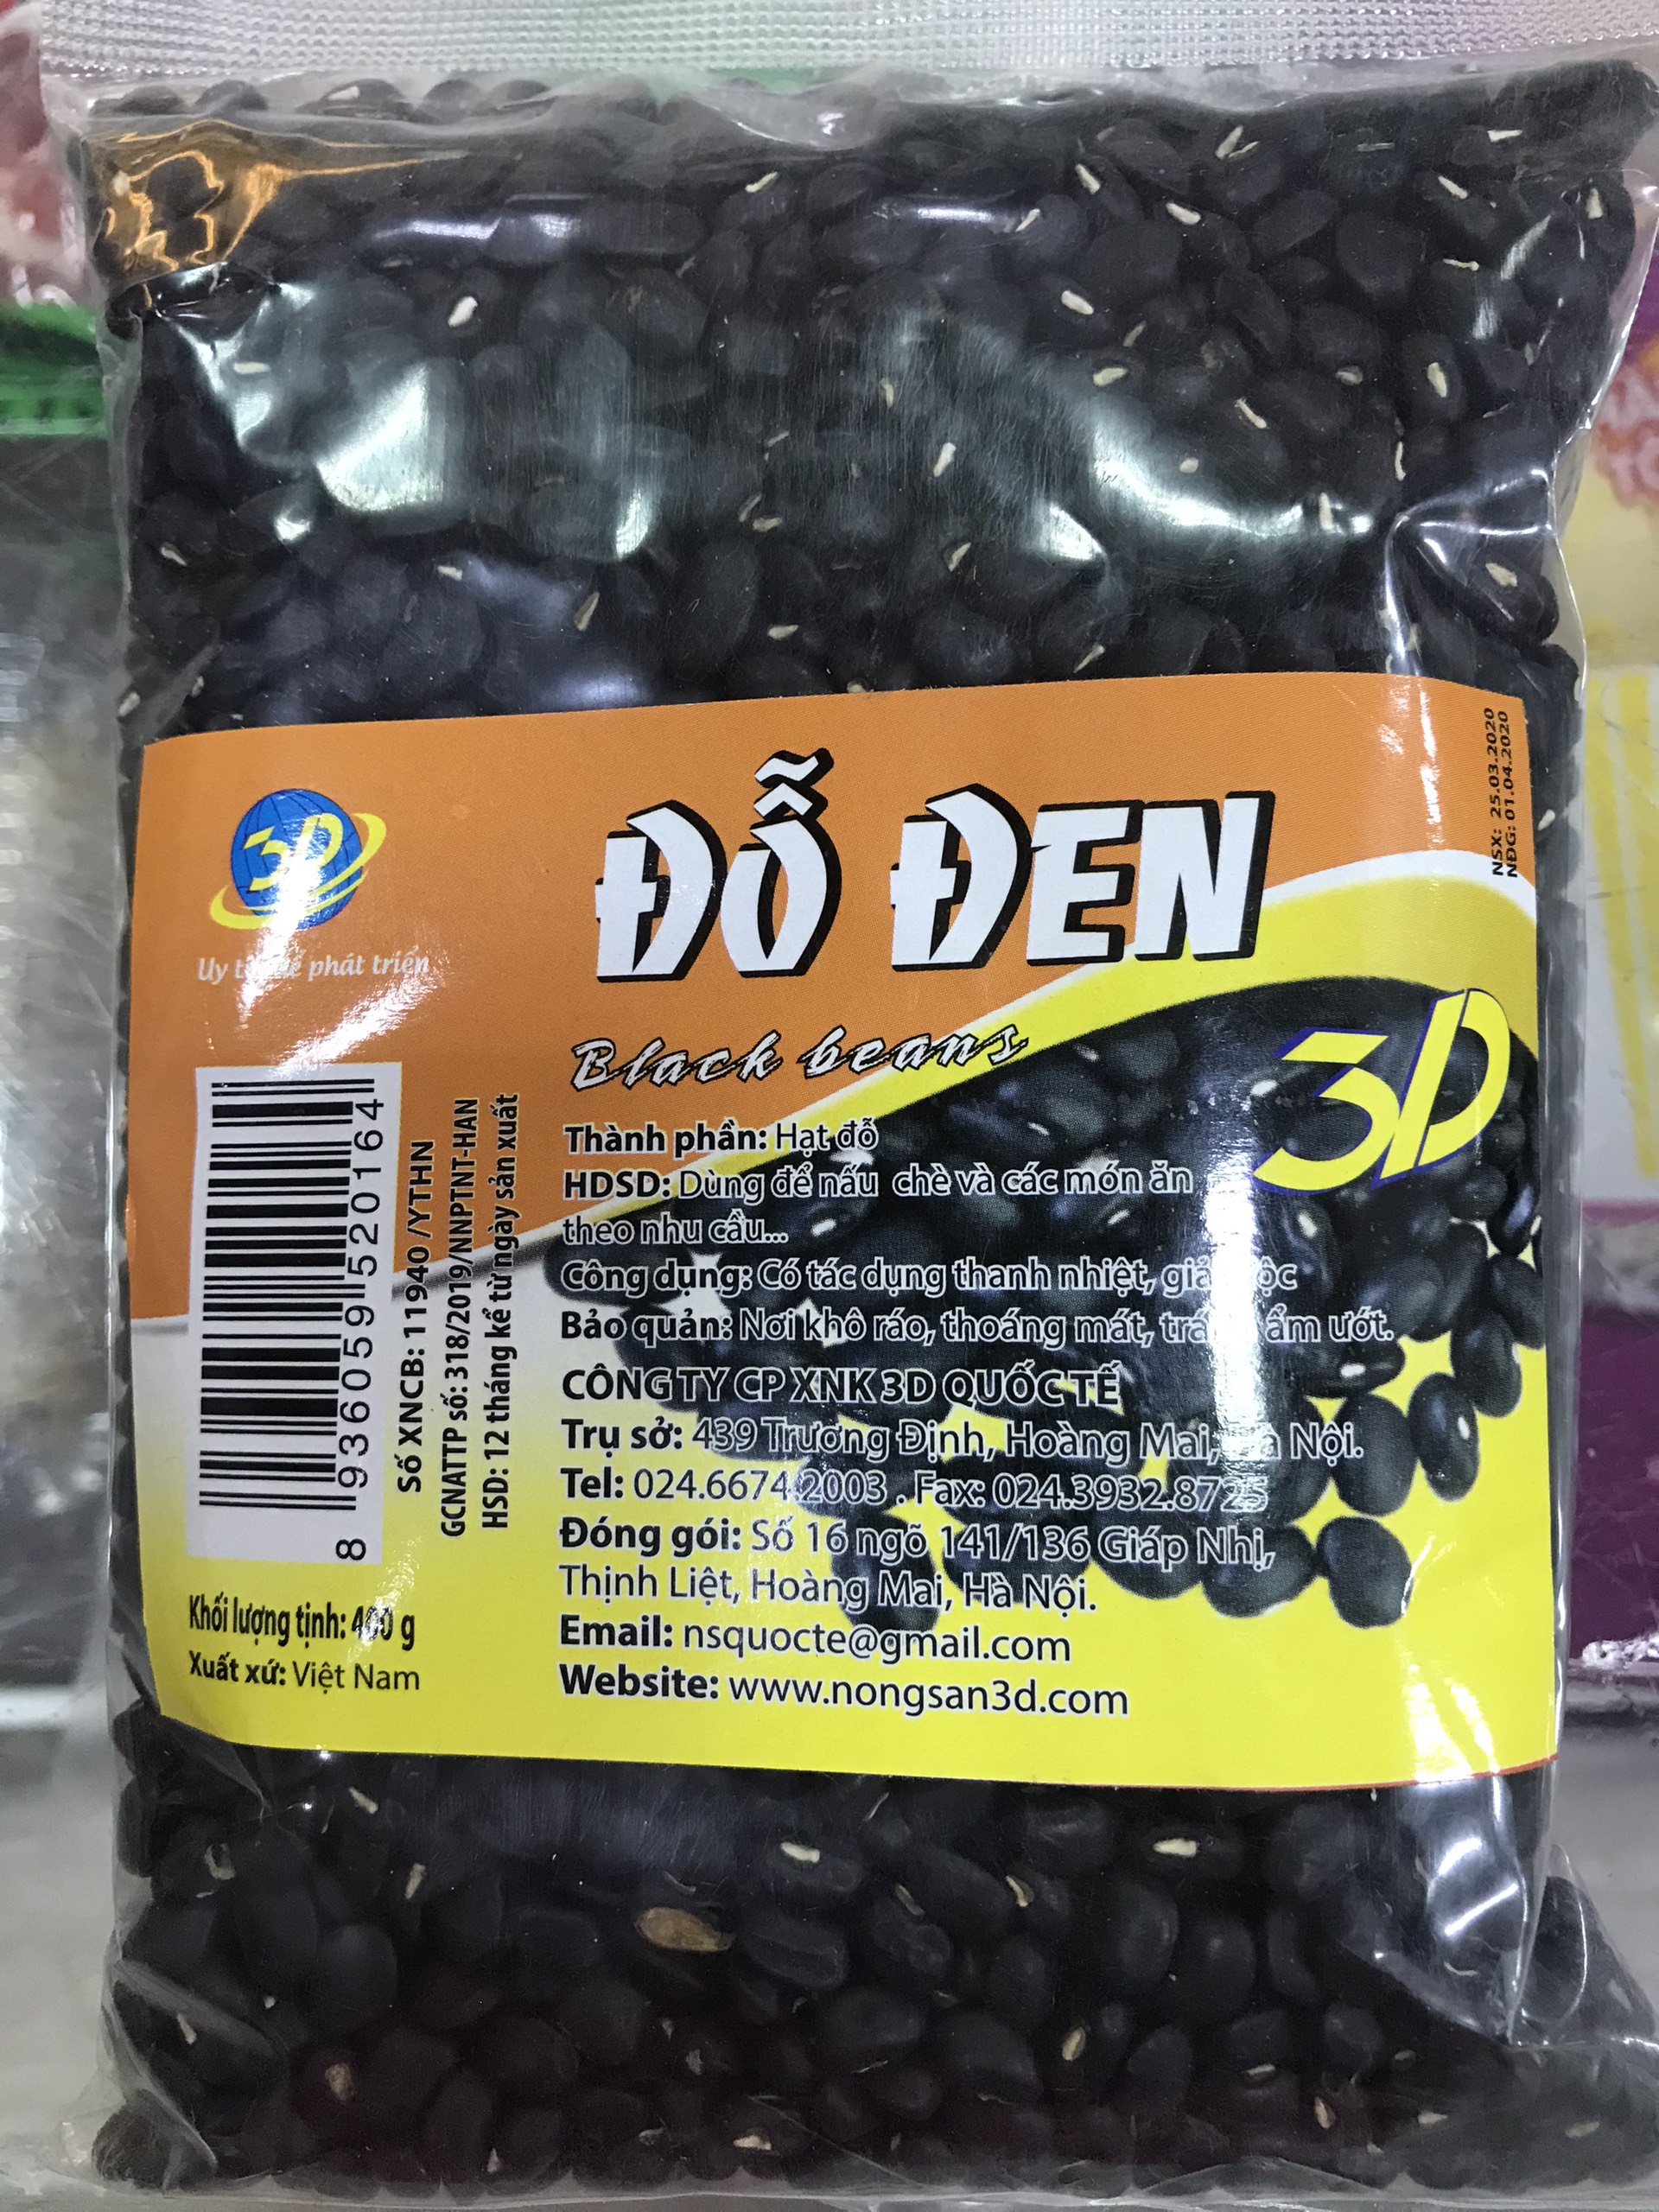 NSX: 25.03.2020
NĐG: 01.04.2020
3D
Uy để phát triển
ĐỖ ĐEN
Black beans
3D
Thành phần: Hạt đỗ
HDSD: Dùng để nấu chè và các món ăn
theo nhu cầu...
Công dụng: Có tác dụng thanh nhiệt,
Bảo quản: Nơi khô ráo, thoáng mát, ẩm ướt.
CÔNG TY CP XNK 3D QUỐC TẾ
Trụ sở: 439 Trương Định, Hoàng Mai, Hà Nội.
Tel: 024.6674.2003 . Fax: 024.3932.8725
Đóng gói: Số 16 ngõ 141/136 Giáp Nhị,
Thịnh Liệt, Hoàng Mai, Hà Nội.
Email: nsquocte@gmail.com
Website: www.nongsan3d.com
8 936059 520164
Số XNCB: 11940 /YTHN
GCNATTP số: 318/2019/NNPTNT-HAN
HSD: 12 tháng kể từ ngày sản xuất
Khối lượng tịnh: 400 g
Xuất xứ: Việt Nam